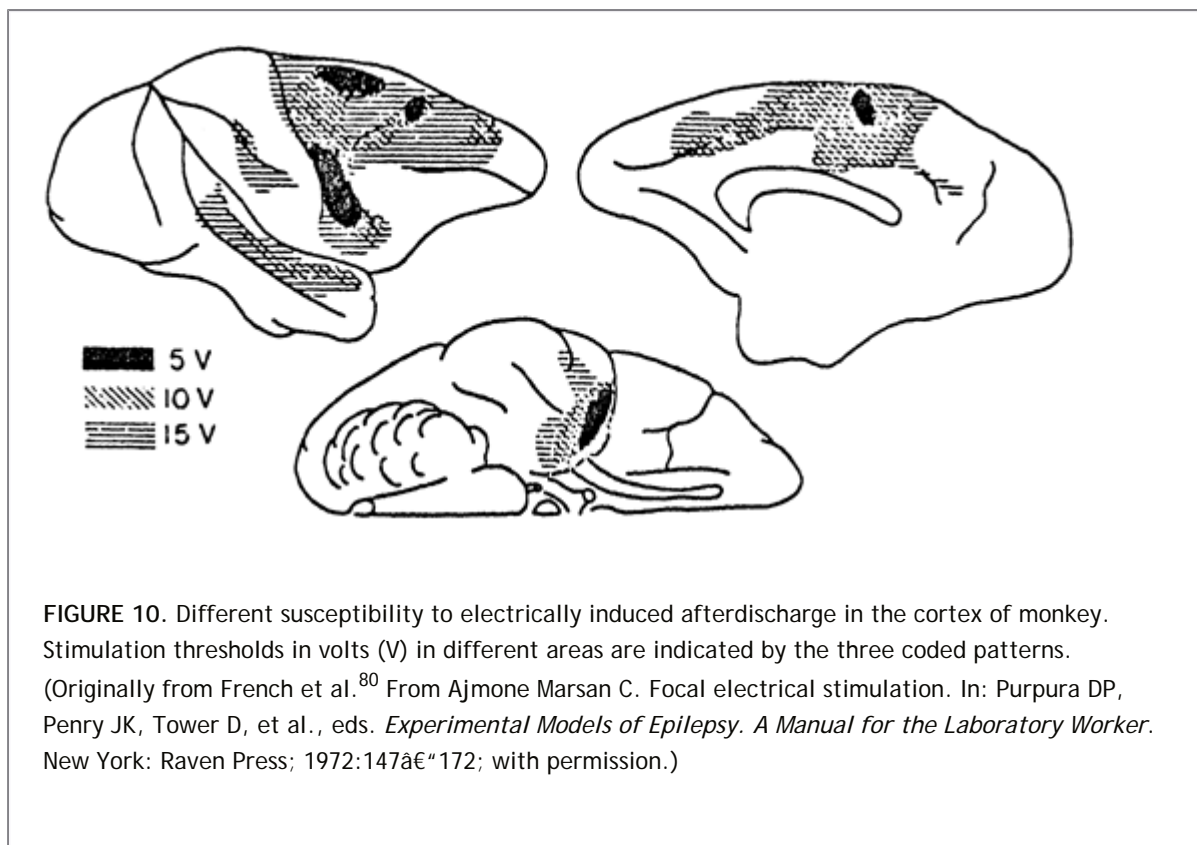 5 V
10 V
15 V
FIGURE 10. Different susceptibility to electrically induced afterdischarge in the cortex of monkey.
Stimulation thresholds in volts (V) in different areas are indicated by the three coded patterns.
(Originally from French et al.80 From Ajmone Marsan C. Focal electrical stimulation. In: Purpura DP,
Penry JK, Tower D, et al., eds. Experimental Models of Epilepsy. A Manual for the Laboratory Worker.
New York: Raven Press; 1972:147â€“172; with permission.)